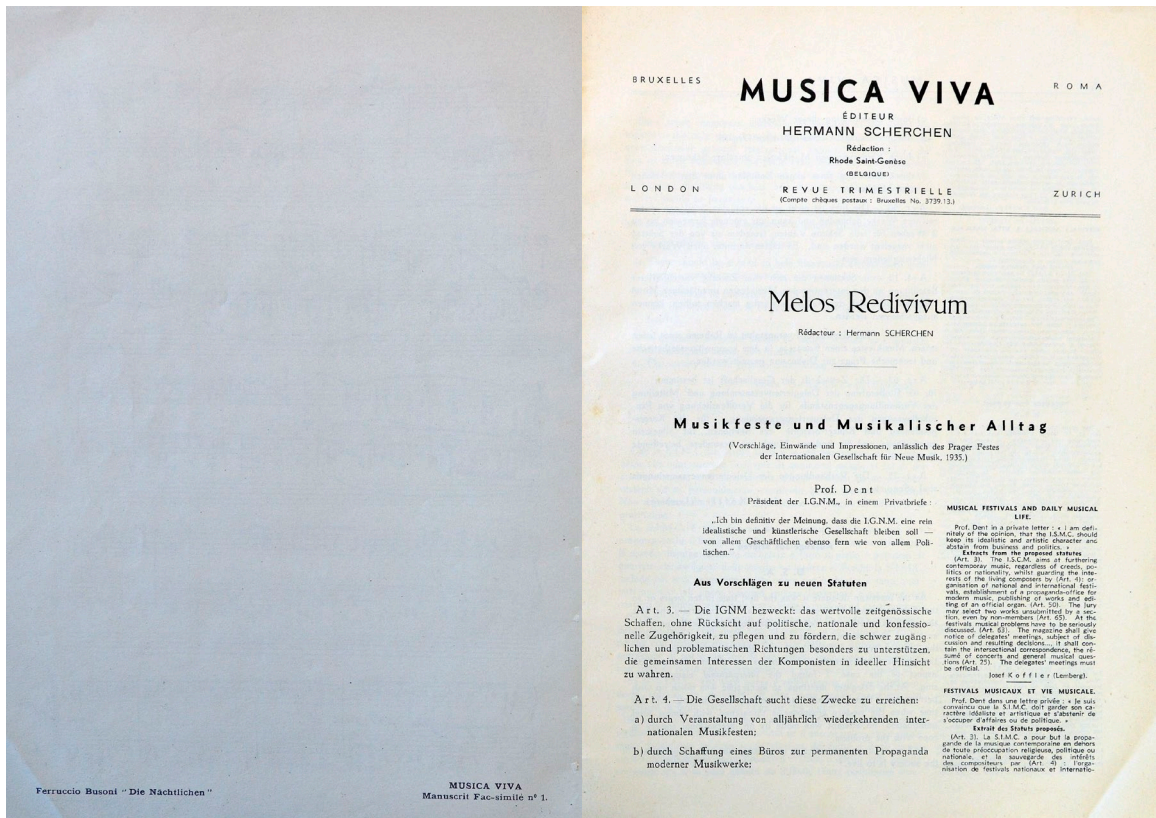 Ferruccio Busoni "Die Nächtlichen"
MUSICA VIVA
Manuscrit Fac-similé n° 1.
BRUXELLES
MUSICA VIVA
ROMA
ÉDITEUR
HERMANN SCHERCHEN
Rédaction :
Rhode Saint-Genèse
(BELGIQUE)
LONDON
REVUE TRIMESTRIELLE
ZURICH
(Compte chèques postaux : Bruxelles No. 3739.13.)
Melos Redivivum
Rédacteur : Hermann SCHERCHEN
Musikfeste und Musikalischer Alltag
(Vorschläge, Einwände und Impressionen, anlässlich des Prager Festes
der Internationalen Gesellschaft für Neue Musik, 1935.)
Prof. Dent
Präsident der I.G.N.M., in einem Privatbriefe :
„Ich bin definitiv der Meinung, dass die I.G.N.M. eine rein
idealistische und künstlerische Gesellschaft bleiben soll —
von allem Geschäftlichen ebenso fern wie von allem Poli-
tischen."
Aus Vorschlägen zu neuen Statuten
Art. 3. — Die IGNM bezweckt: das wertvolle zeitgenössische
Schaffen, ohne Rücksicht auf politische, nationale und konfessio-
nelle Zugehörigkeit, zu pflegen und zu fördern, die schwer zugäng-
lichen und problematischen Richtungen besonders zu unterstützen,
die gemeinsamen Interessen der Komponisten in ideeller Hinsicht
zu wahren.
Art. 4. — Die Gesellschaft sucht diese Zwecke zu erreichen:
a) durch Veranstaltung von alljährlich wiederkehrenden inter-
nationalen Musikfesten;
b) durch Schaffung eines Büros zur permanenten Propaganda
moderner Musikwerke;
MUSICAL FESTIVALS AND DAILY MUSICAL
LIFE.
Prof. Dent in a private letter : « I am defi-
nitely of the opinion, that the I.S.M.C. should
keep its idealistic and artistic character ans
abstain from business and politics. »
Extracts from the proposed statutes
(Art. 3). The I.S.C.M. aims at furthering
contemporay music, regardless of creeds, po-
litics or nationality, whilst guarding the inte-
rests of the living composers by (Art. 4): or-
ganisation of national and international festi-
vals, establishment of a propaganda-office for
modern music, publishing of works and edi-
ting of an official organ. (Art. 50). The Jury
may select two works unsubmitted by a sec-
tion, even by non-members (Art. 65). At the
festivals musical problems have to be seriously
discussed. (Art. 63). The magazine shall give
notice of delegates' meetings, subject of dis-
cussion and resulting decisions..., it shall con-
tain the intersectional correspondence, the ré-
sumé of concerts and general musical ques-
tions (Art. 25). The delegates' meetings must
be official.
Josef Koffler (Lemberg).
FESTIVALS MUSICAUX ET VIE MUSICALE.
Prof. Dent dans une lettre privée : « Je suis
convaincu que la S.I.M.C. doit garder son ca-
ractère idéaliste et artistique et s'abstenir de
s'occuper d'affaires ou de politique. »
Extrait des Statuts proposés.
(Art. 3). La S.I.M.C. a pour but la propa-
gande de la musique contemporaine en dehors
de toute préoccupation religieuse, politique ou
nationale, et la sauvegarde des intérêts
des compositeurs par (Art. 4) : l'orga-
nisation de festivals nationaux et internatio-